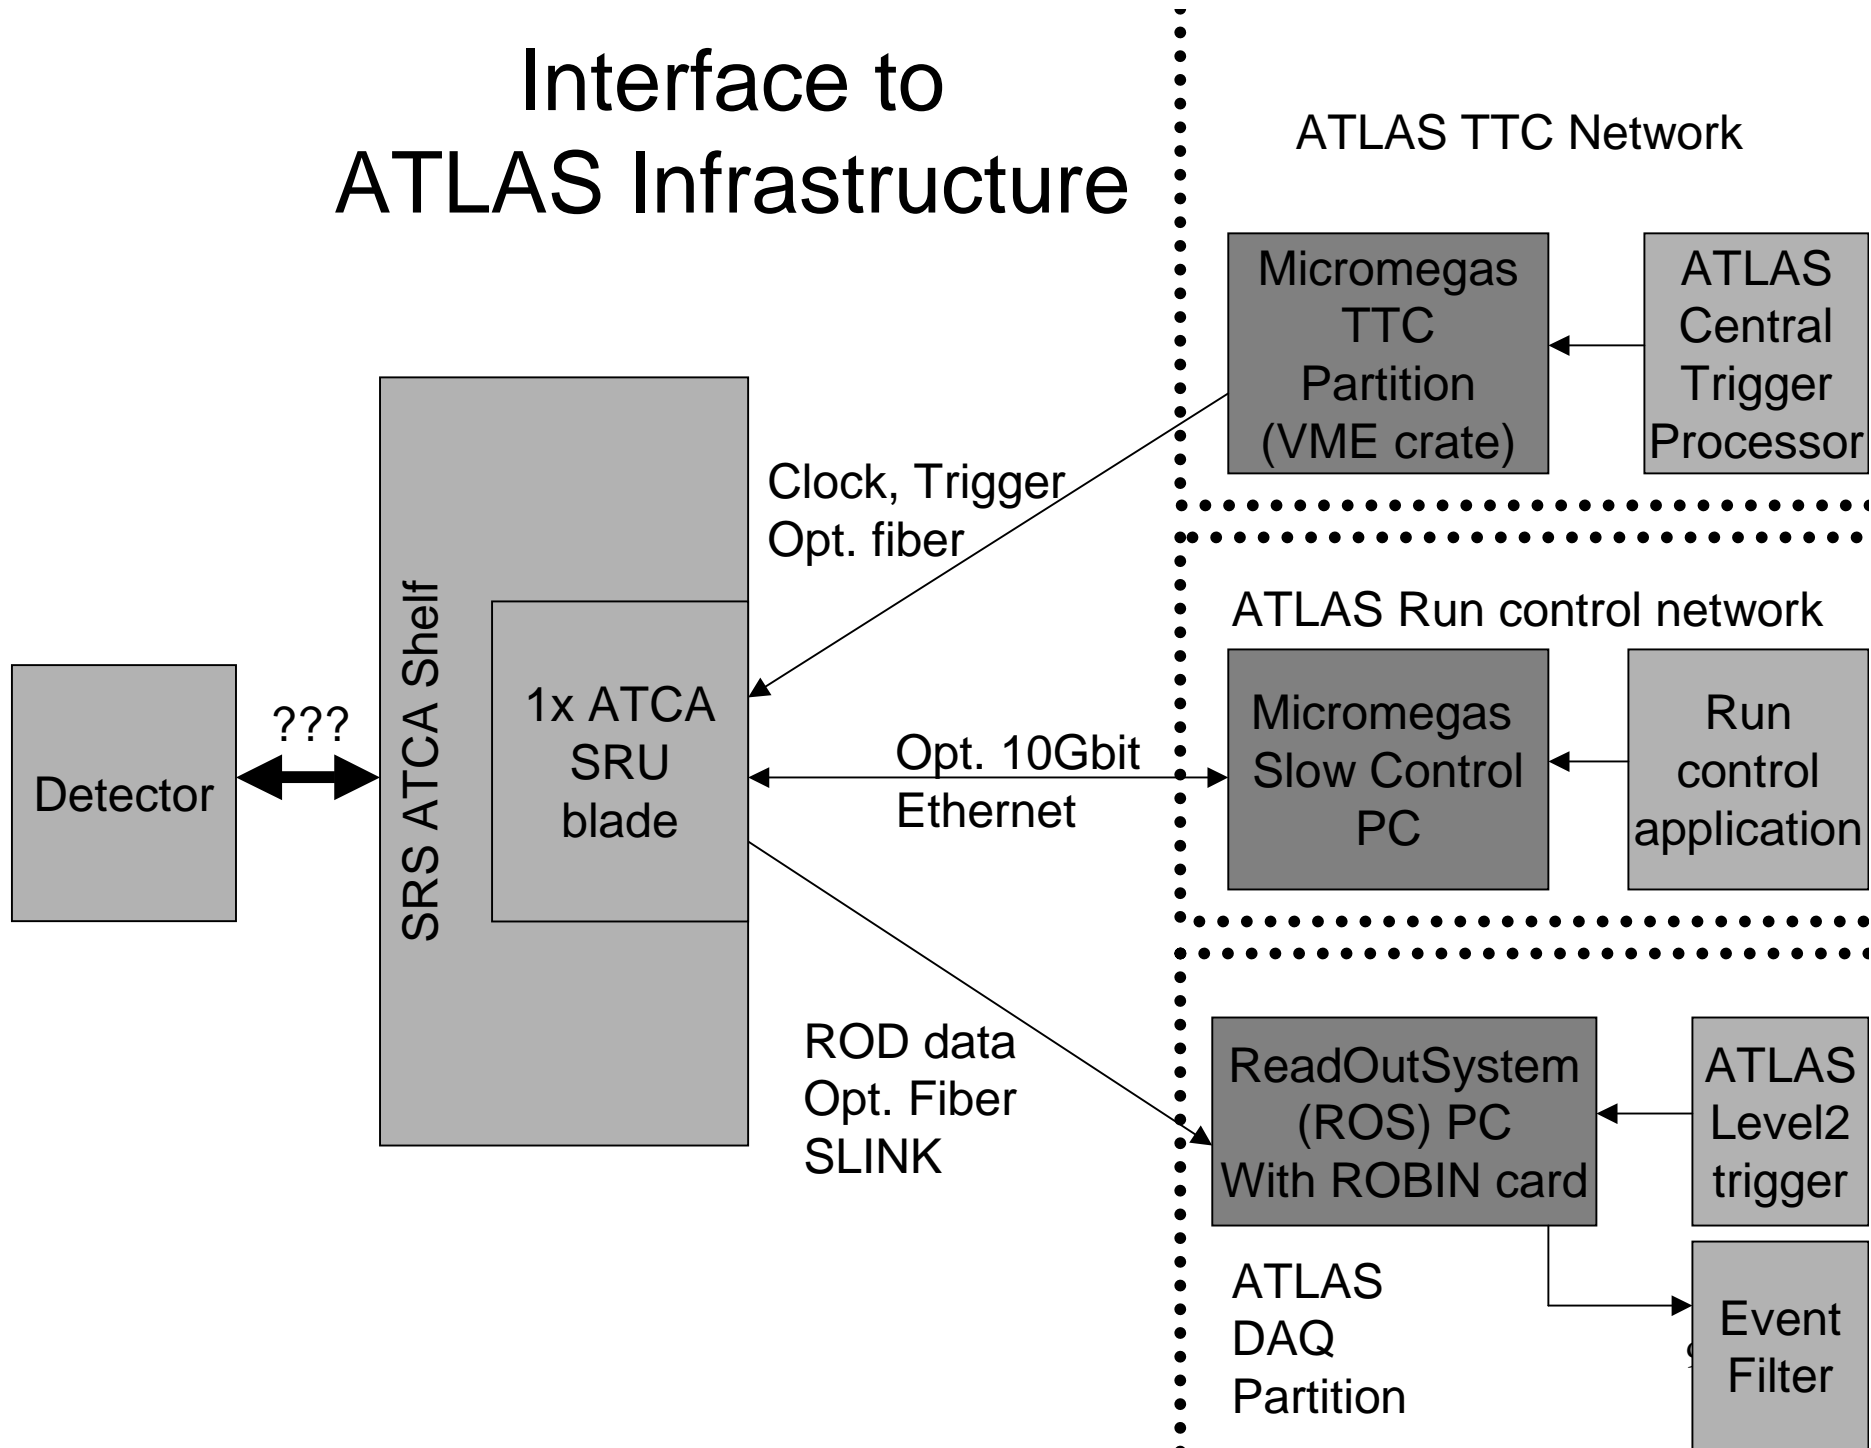 Interface to
ATLAS Infrastructure
ATLAS TTC Network
Micromegas
TTC
Partition
(VME crate)
ATLAS
Central
Trigger
Processor
Clock, Trigger
Opt. fiber
ATLAS Run control network
Micromegas
Slow Control
PC
Run
control
application
Detector
???
SRS ATCA Shelf
1x ATCA
SRU
blade
Opt. 10Gbit
Ethernet
ROD data
Opt. Fiber
SLINK
ReadOutSystem
(ROS) PC
With ROBIN card
ATLAS
Level2
trigger
ATLAS
DAQ
Partition
Event
Filter